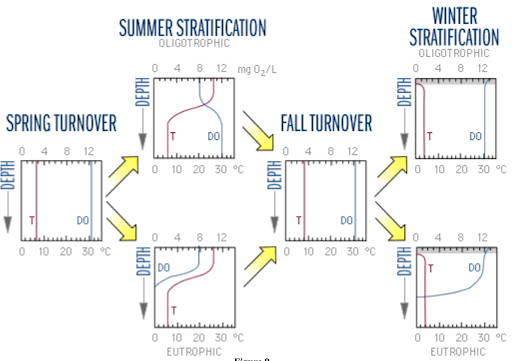 SUMMER STRATIFICATION
OLIGOTROPHIC
0 4 8 12 mg O2/L
DEPTH
T DO
0 10 20 30 °C
WINTER
STRATIFICATION
OLIGOTROPHIC
0 4 8 12
DEPTH
T DO
0 10 20 30 °C
SPRING TURNOVER
0 4 8 12
DEPTH
T DO
0 10 20 30 °C
FALL TURNOVER
0 4 8 12
DEPTH
T DO
0 10 20 30 °C
0 4 8 12
DEPTH
DO
T
0 10 20 30 °C
EUTROPHIC
0 4 8 12
DEPTH
T DO
0 10 20 30 °C
EUTROPHIC